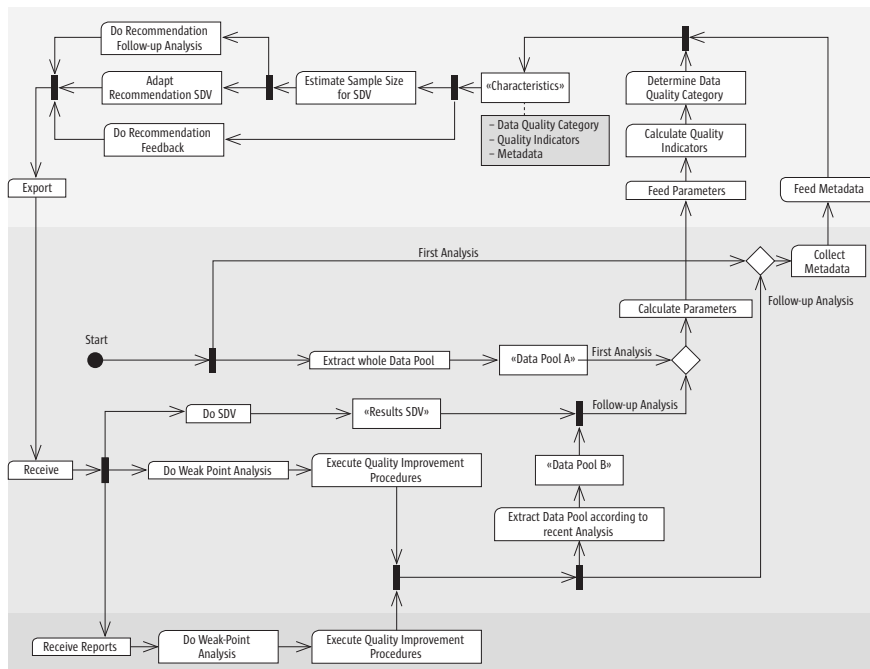 Do Recommendation
Follow-up Analysis
Adapt
Recommendation SDV
Estimate Sample Size
for SDV
«Characteristics»
Determine Data
Quality Category
Do Recommendation
Feedback
– Data Quality Category
– Quality Indicators
– Metadata
Calculate Quality
Indicators
Export
Feed Parameters
Feed Metadata
First Analysis
Collect
Metadata
Follow-up Analysis
Calculate Parameters
Start
Extract whole Data Pool
«Data Pool A»
First Analysis
Do SDV
«Results SDV»
Follow-up Analysis
Receive
Do Weak Point Analysis
Execute Quality Improvement
Procedures
«Data Pool B»
Extract Data Pool according to
recent Analysis
Receive Reports
Do Weak-Point
Analysis
Execute Quality Improvement
Procedures